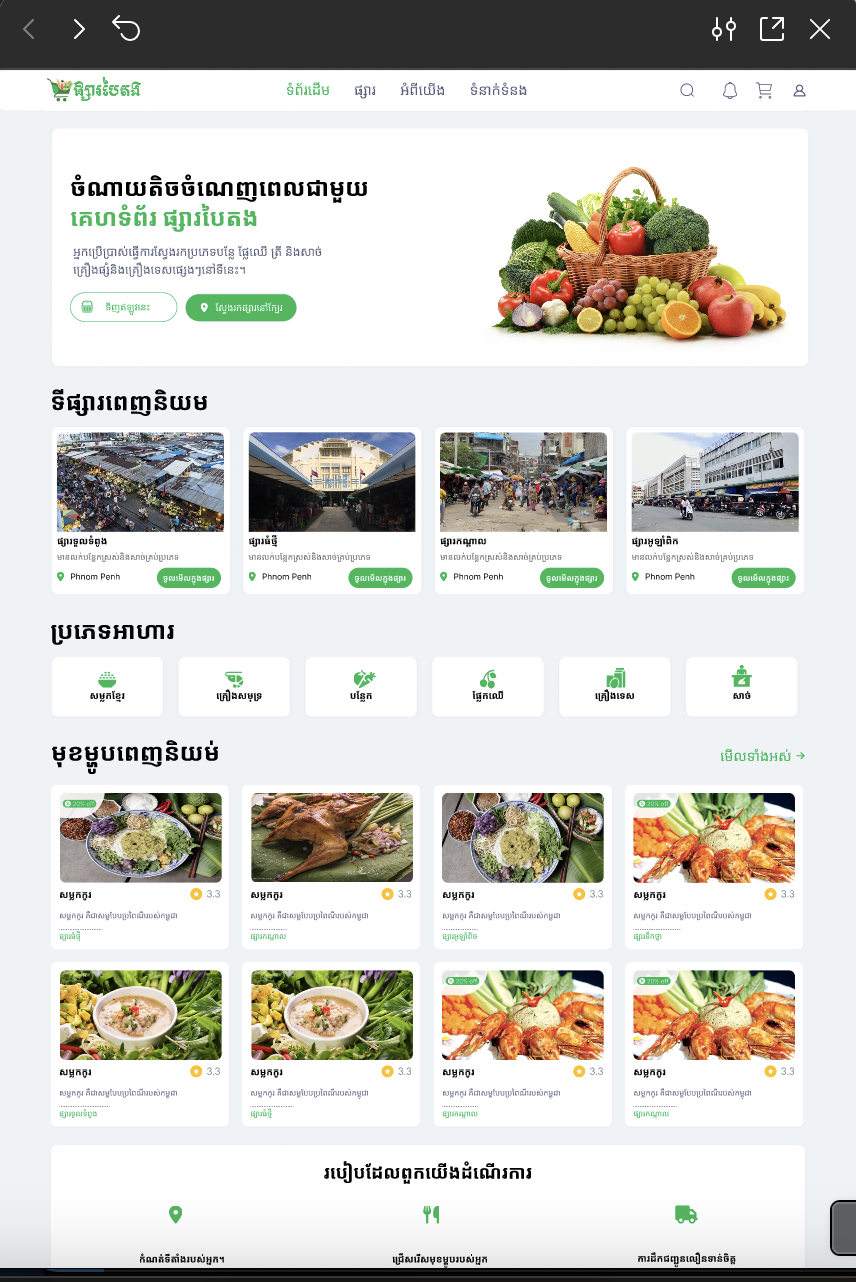 ផ្សារបៃតង
ទំព័រដើម ផ្សារ អំពីយើង ទំនាក់ទំនង
ចំណាយតិចចំណេញពេលជាមួយ
គេហទំព័រ ផ្សារបៃតង
អ្នកប្រើប្រាស់ធ្វើការស្វែងរកប្រភេទបន្លែ ផ្លែឈើ ត្រី និងសាច់
គ្រឿងផ្សំនិងគ្រឿងទេសផ្សេងៗនៅទីនេះ។
ទិញឥឡូវនេះ ស្វែងរកផ្សារនៅក្បែរ
ទីផ្សារពេញនិយម
ផ្សារទួលទំពូង ផ្សារធំថ្មី ផ្សារកណ្តាល ផ្សារអូឡាំពិក
មានលក់បន្លែកស្រស់និងសាច់គ្រប់ប្រភេទ មានលក់បន្លែកស្រស់និងសាច់គ្រប់ប្រភេទ មានលក់បន្លែកស្រស់និងសាច់គ្រប់ប្រភេទ មានលក់បន្លែកស្រស់និងសាច់គ្រប់ប្រភេទ
Phnom Penh ចូលមើលក្នុងផ្សារ Phnom Penh ចូលមើលក្នុងផ្សារ Phnom Penh ចូលមើលក្នុងផ្សារ Phnom Penh ចូលមើលក្នុងផ្សារ
ប្រភេទអាហារ
សម្លកខ្មែរ គ្រឿងសមុទ្រ បន្លែក ផ្លែកឈើ គ្រឿងទេស សាច់
មុខម្ហូបពេញនិយម់
មើលទាំងអស់ →
20% off 20% off
សម្លកកូរ 3.3 សម្លកកូរ 3.3 សម្លកកូរ 3.3 សម្លកកូរ 3.3
សម្លកកូរ គឺជាសម្លបែបប្រពៃណីរបស់កម្ពុជា សម្លកកូរ គឺជាសម្លបែបប្រពៃណីរបស់កម្ពុជា សម្លកកូរ គឺជាសម្លបែបប្រពៃណីរបស់កម្ពុជា សម្លកកូរ គឺជាសម្លបែបប្រពៃណីរបស់កម្ពុជា
ផ្សារធំថ្មី ផ្សារកណ្តាល ផ្សារអូឡាំពិច
20% off 20% off
សម្លកកូរ 3.3 សម្លកកូរ 3.3 សម្លកកូរ 3.3 សម្លកកូរ 3.3
សម្លកកូរ គឺជាសម្លបែបប្រពៃណីរបស់កម្ពុជា សម្លកកូរ គឺជាសម្លបែបប្រពៃណីរបស់កម្ពុជា សម្លកកូរ គឺជាសម្លបែបប្រពៃណីរបស់កម្ពុជា សម្លកកូរ គឺជាសម្លបែបប្រពៃណីរបស់កម្ពុជា
ផ្សារទួលទំពូង ផ្សារធំថ្មី ផ្សារកណ្តាល ផ្សារកណ្តាល
របៀបដែលពួកយើងដំណើរការ
កំណត់ទីតាំងរបស់អ្នក។ ជ្រើសរើសមុខម្ហូបរបស់អ្នក ការដឹកជញ្ជូនលឿនទាន់ចិត្ត